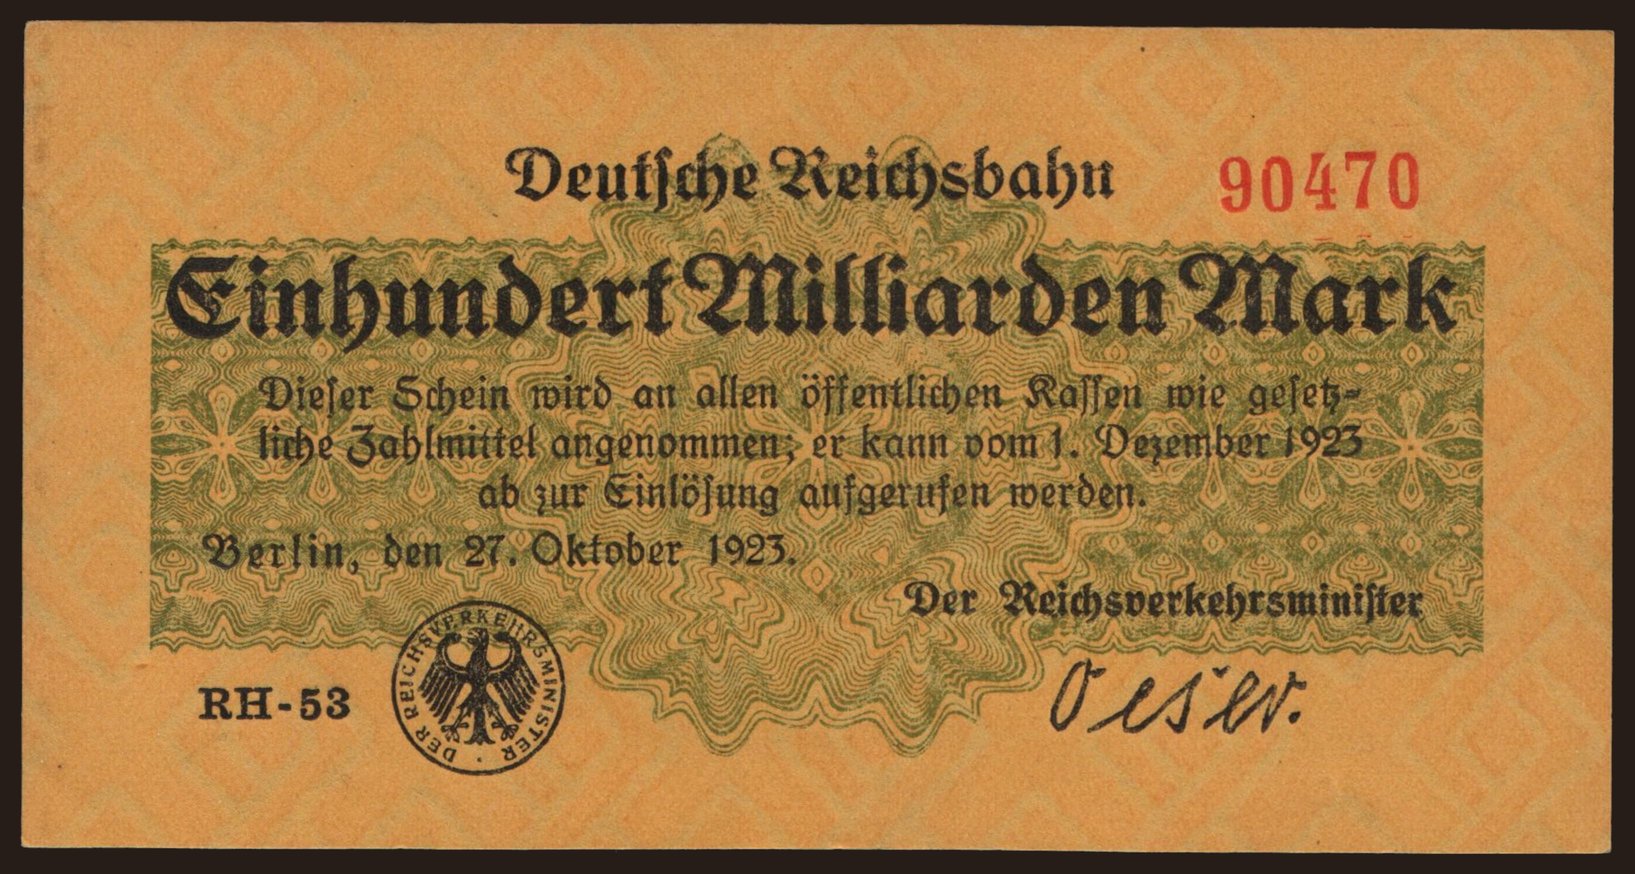 Deutsche Reichsbahn
90470
Einhundert Milliarden Mark
Dieser Schein wird an allen öffentlichen Kassen wie gesetz-
liche Zahlmittel angenommen; er kann vom 1. Dezember 1923
ab zur Einlösung aufgerufen werden.
Berlin, den 27. Oktober 1923.
Der Reichsverkehrsminister
RH-53
DER REICHSVERKEHRSMINISTER
Oeser.